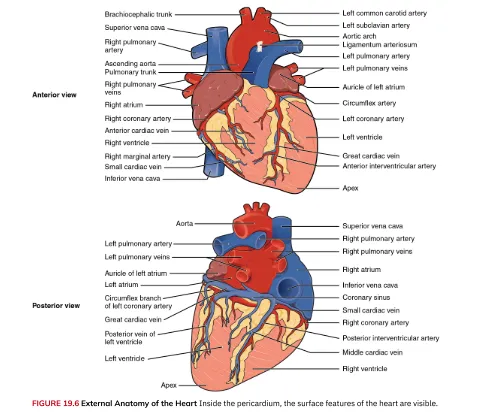 Anterior view
Brachiocephalic trunk
Superior vena cava
Right pulmonary
artery
Ascending aorta
Pulmonary trunk
Right pulmonary
veins
Right atrium
Right coronary artery
Anterior cardiac vein
Right ventricle
Right marginal artery
Small cardiac vein
Inferior vena cava
Left common carotid artery
Left subclavian artery
Aortic arch
Ligamentum arteriosum
Left pulmonary artery
Left pulmonary veins
Auricle of left atrium
Circumflex artery
Left coronary artery
Left ventricle
Great cardiac vein
Anterior interventricular artery
Apex
Posterior view
Aorta
Left pulmonary artery
Left pulmonary veins
Auricle of left atrium
Left atrium
Circumflex branch
of left coronary artery
Great cardiac vein
Posterior vein of
left ventricle
Left ventricle
Apex
Superior vena cava
Right pulmonary artery
Right pulmonary veins
Right atrium
Inferior vena cava
Coronary sinus
Small cardiac vein
Right coronary artery
Posterior interventricular artery
Middle cardiac vein
Right ventricle
FIGURE 19.6 External Anatomy of the Heart Inside the pericardium, the surface features of the heart are visible.